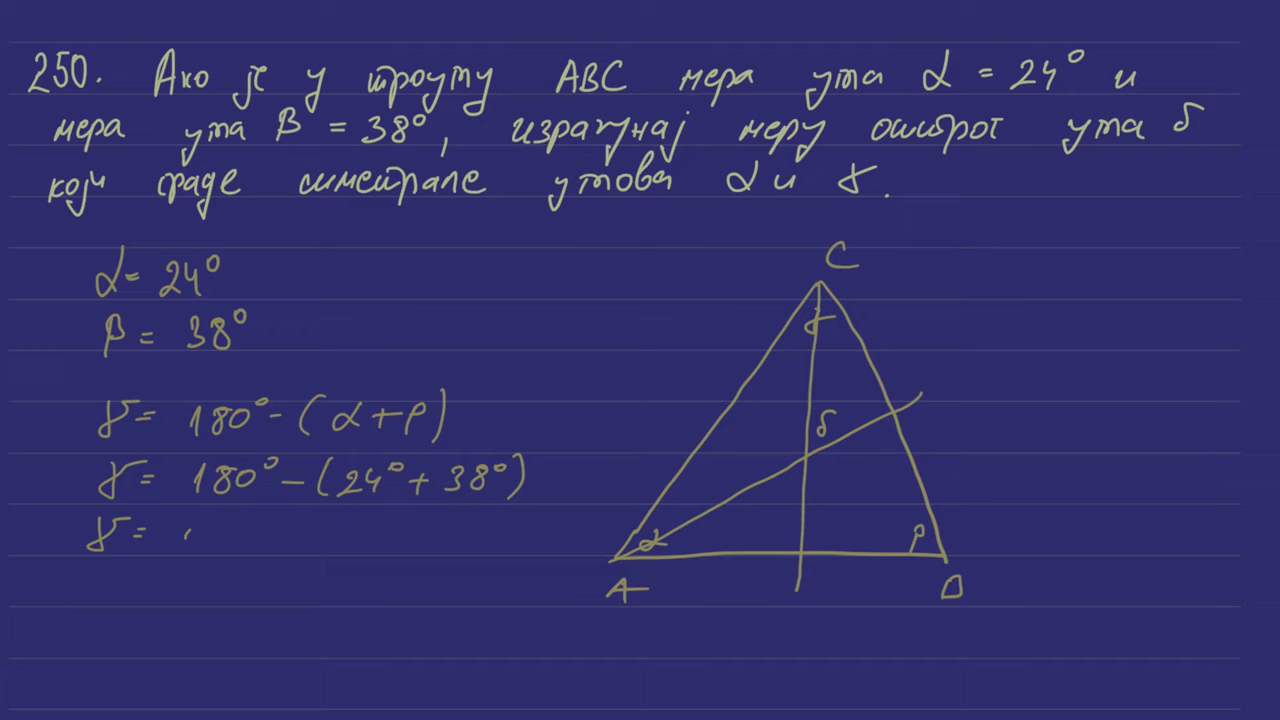 250. Ако је у троуглу ABC мера угла α = 24° и
мера угла β = 38°, израчунај меру оштрог угла δ
који граде симетрале углова α и γ.
α = 24°
β = 38°
γ = 180° - (α + β)
γ = 180° - (24° + 38°)
γ =
C
γ
δ
α
β
A
B